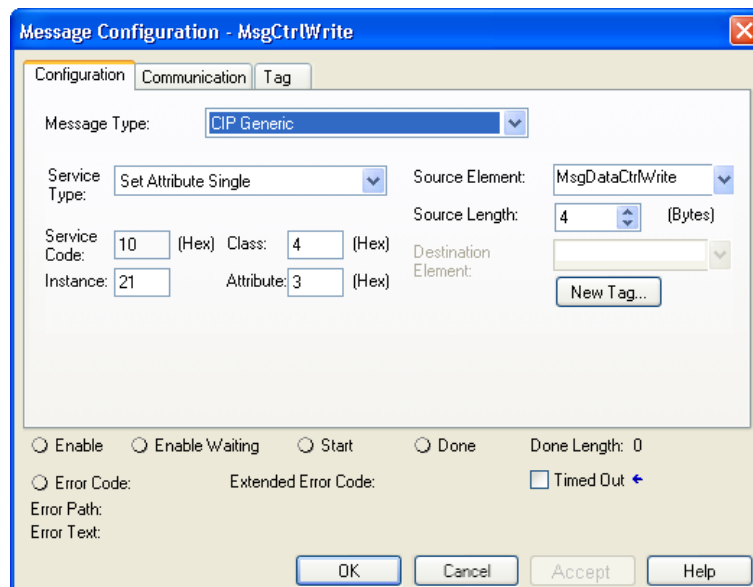 Message Configuration - MsgCtrlWrite
Configuration Communication Tag
Message Type: CIP Generic
Service Type: Set Attribute Single
Source Element: MsgDataCtrlWrite
Source Length: 4 (Bytes)
Service Code: 10 (Hex) Class: 4 (Hex)
Destination Element:
Instance: 21 Attribute: 3 (Hex)
New Tag...
Enable Enable Waiting Start Done Done Length: 0
Error Code: Extended Error Code: Timed Out
Error Path:
Error Text:
OK Cancel Accept Help